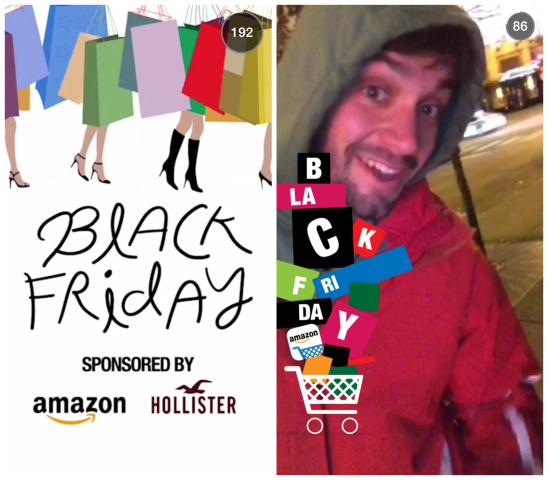 192
BlACK
FRidAY
SPONSORED BY
amazon HOLLISTER
86
B
LA
C K
F RI
DA Y
amazon